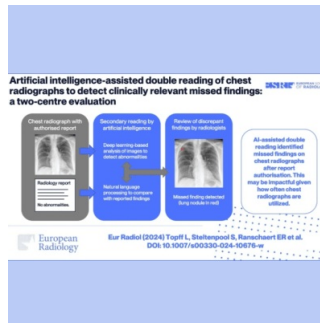 Artificial intelligence-assisted double reading of chest
radiographs to detect clinically relevant missed findings:
a two-centre evaluation
ESR
EUROPEAN
OF RADIOLOGY
Chest radiograph with
authorised report
Radiology report
No abnormalities.
Secondary reading by
artificial intelligence
Deep learning-based
analysis of images to
detect abnormalities
Natural language
processing to compare
with reported findings
Review of discrepant
findings by radiologists
Missed finding detected
(lung nodule in red)
AI-assisted double
reading identified
missed findings on
chest radiographs
after report
authorisation. This
may be impactful given
how often chest
radiographs are
utilized.
European
Radiology
Eur Radiol (2024) Topff L, Steltenpool S, Ranschaert ER et al.
DOI: 10.1007/s00330-024-10676-w